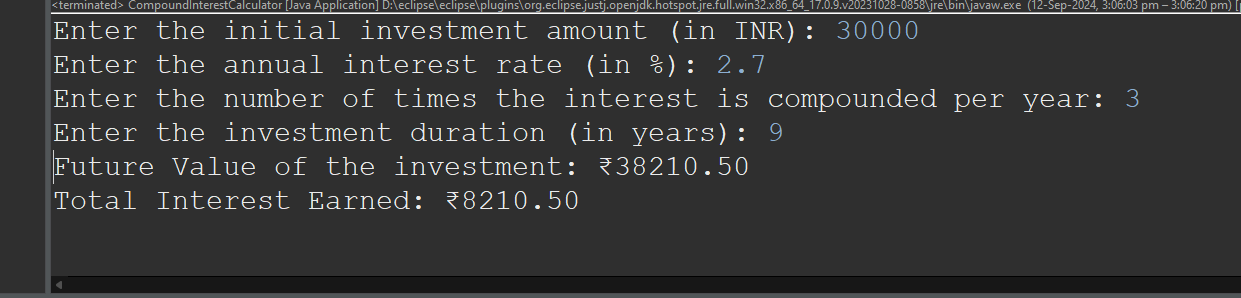 <terminated> CompoundInterestCalculator [Java Application] D:\eclipse\eclipse\plugins\org.eclipse.justj.openjdk.hotspot.jre.full.win32.x86_64_17.0.9.v20231028-0858\jre\bin\javaw.exe (12-Sep-2024, 3:06:03 pm – 3:06:20 pm)
Enter the initial investment amount (in INR): 30000
Enter the annual interest rate (in %): 2.7
Enter the number of times the interest is compounded per year: 3
Enter the investment duration (in years): 9
Future Value of the investment: ₹38210.50
Total Interest Earned: ₹8210.50